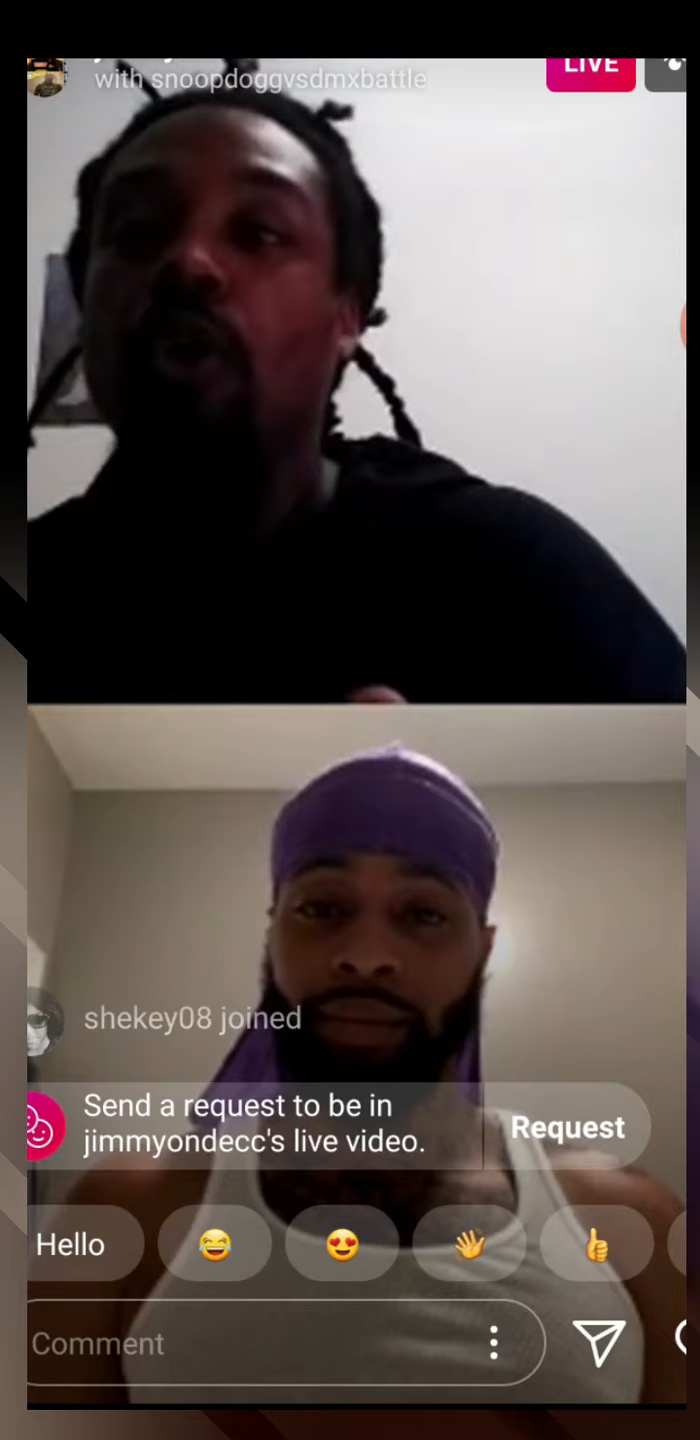 with snoopdoggvsdmxbattle
LIVE
shekey08 joined
Send a request to be in
jimmyondecc's live video.
Request
Hello
Comment